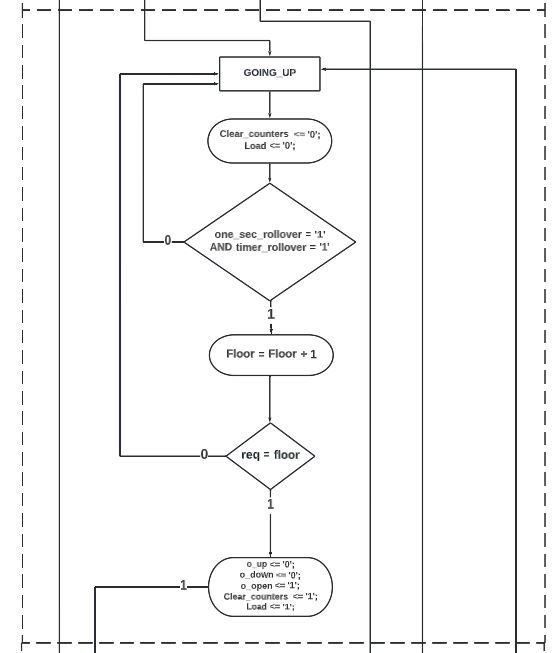 GOING_UP
Clear_counters <= '0';
Load <= '0';
one_sec_rollover = '1'
AND timer_rollover = '1'
0
1
Floor = Floor + 1
req = floor
0
1
o_up <= '0';
o_down <= '0';
o_open <= '1';
Clear_counters <= '1';
Load <= '1';
1